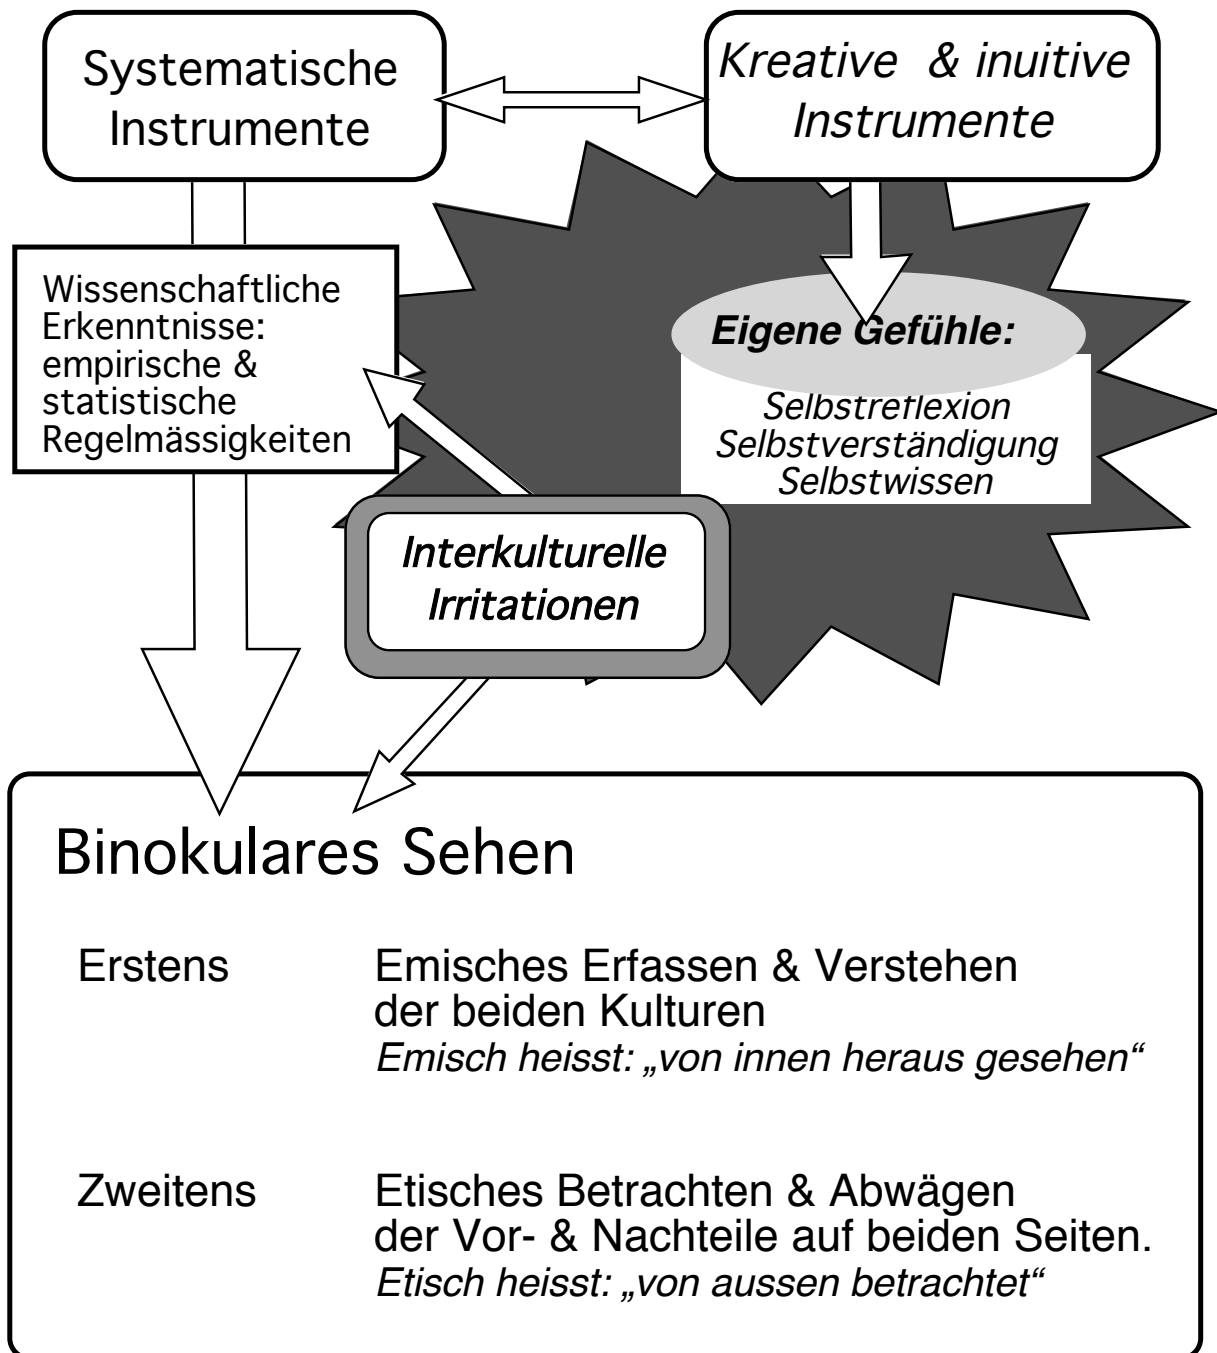 Systematische
Instrumente
Kreative & inuitive
Instrumente
Wissenschaftliche
Erkenntnisse:
empirische &
statistische
Regelmässigkeiten
Eigene Gefühle:
Selbstreflexion
Selbstverständigung
Selbstwissen
Interkulturelle
Irritationen
Binokulares Sehen
Erstens
Emisches Erfassen & Verstehen
der beiden Kulturen
Emisch heisst: „von innen heraus gesehen“
Zweitens
Etisches Betrachten & Abwägen
der Vor- & Nachteile auf beiden Seiten.
Etisch heisst: „von aussen betrachtet“